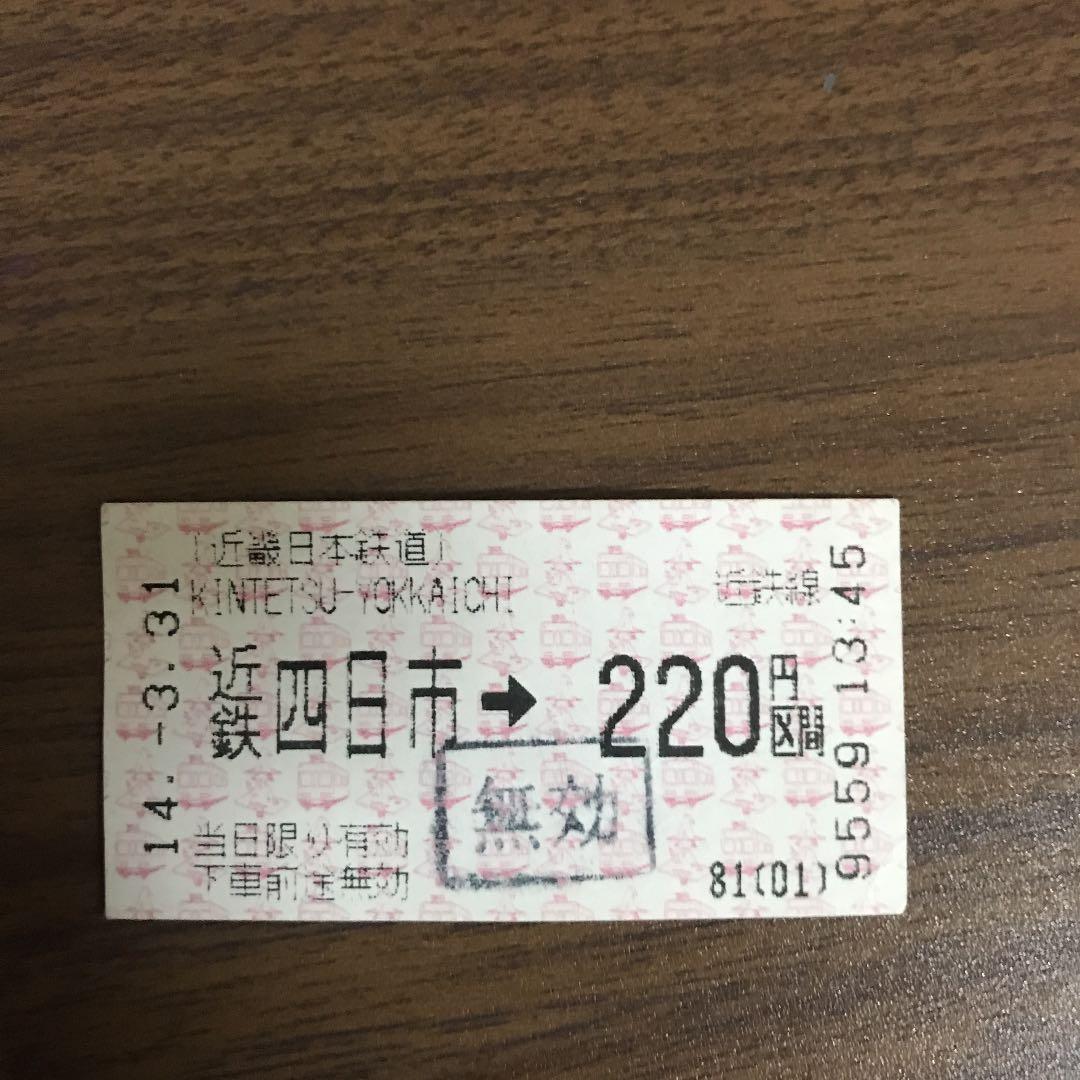 ［近畿日本鉄道］
KINTETSU-YOKKAICHI
近鉄線
近鉄四日市➡220円区間
無効
当日限り有効
下車前途無効
81(01)
14.-3.31
9559 13:45